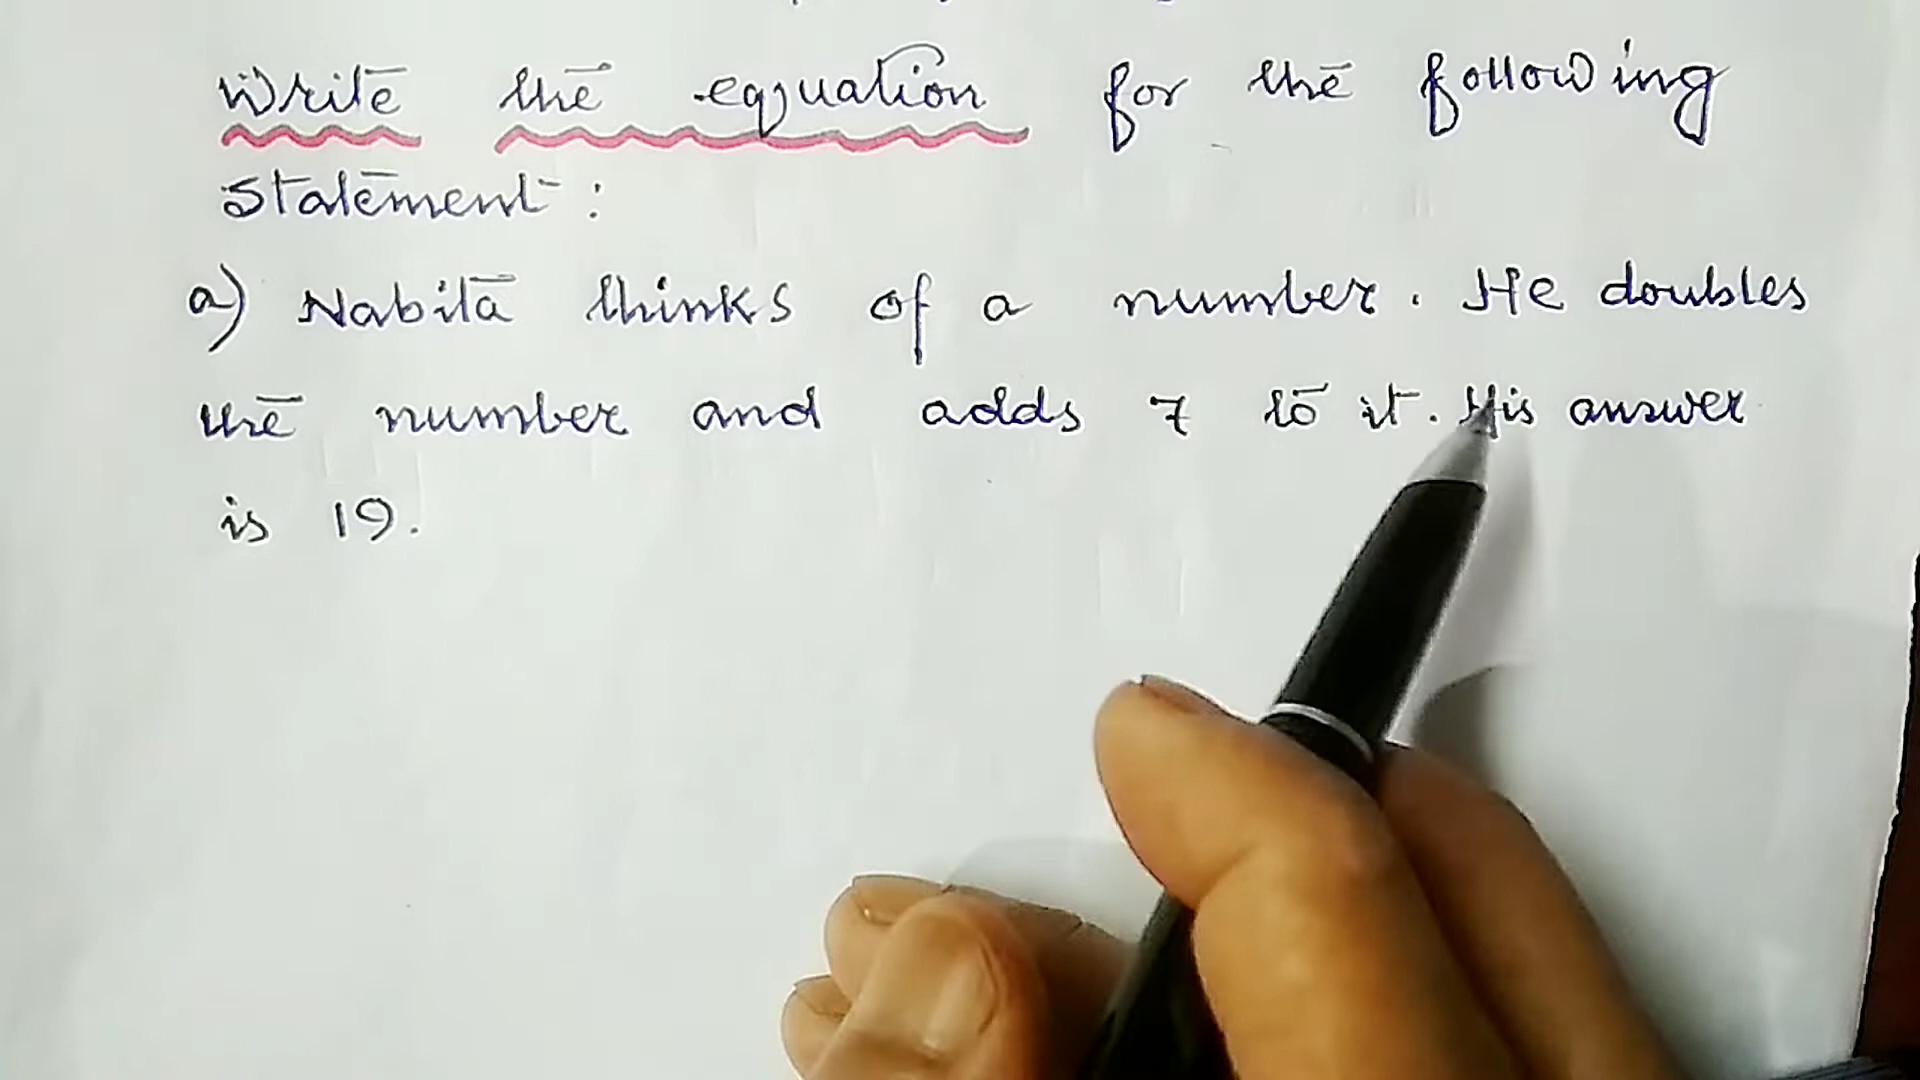 Write the equation for the following
statement :
a) Nabila thinks of a number. He doubles
the number and adds 7 to it. His answer
is 19.